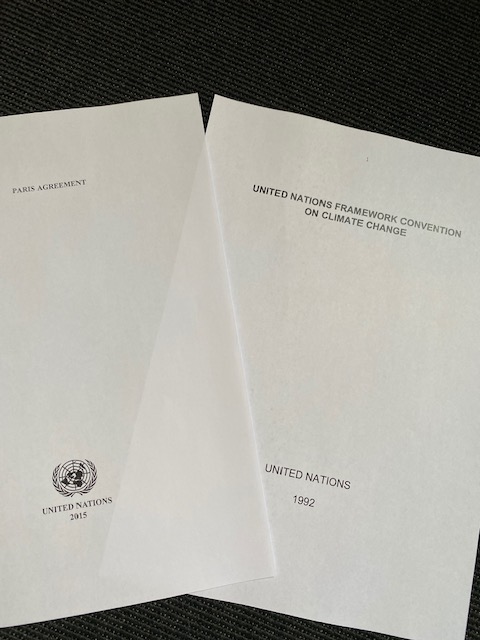 PARIS AGREEMENT
UNITED NATIONS
2015
UNITED NATIONS FRAMEWORK CONVENTION
ON CLIMATE CHANGE
UNITED NATIONS
1992